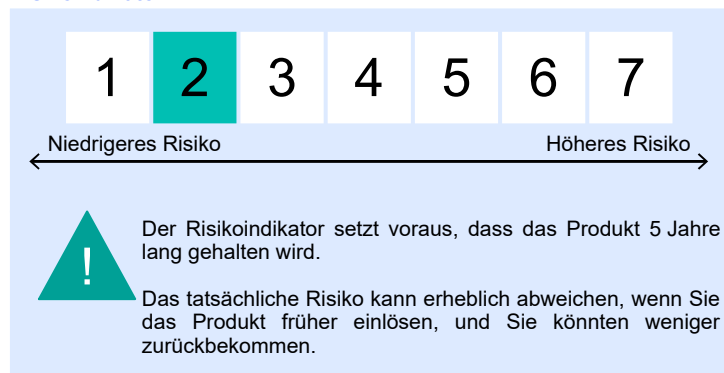 1 2 3 4 5 6 7
Niedrigeres Risiko Höheres Risiko
!
Der Risikoindikator setzt voraus, dass das Produkt 5 Jahre
lang gehalten wird.
Das tatsächliche Risiko kann erheblich abweichen, wenn Sie
das Produkt früher einlösen, und Sie könnten weniger
zurückbekommen.